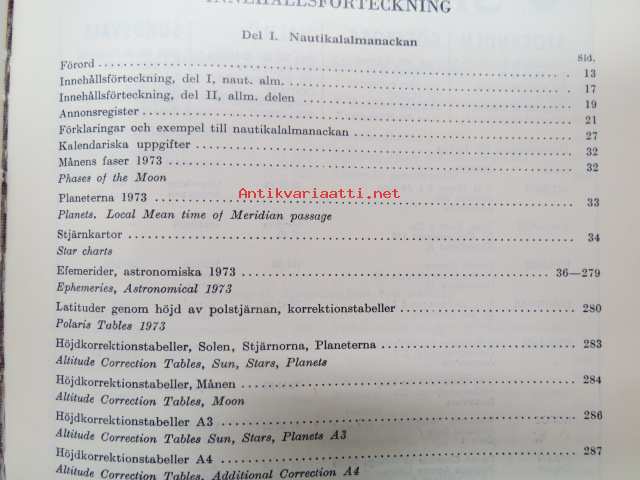 INNEHÅLLSFÖRTECKNING
Del I. Nautikalalmanackan
Sid.
Förord 13
Innehållsförteckning, del I, naut. alm. 17
Innehållsförteckning, del II, allm. delen 19
Annonsregister 21
Förklaringar och exempel till nautikalalmanackan 27
Kalendariska uppgifter 32
Månens faser 1973 32
Phases of the Moon
Antikvariaatti.net
Planeterna 1973 33
Planets. Local Mean time of Meridian passage
Stjärnkartor 34
Star charts
Efemerider, astronomiska 1973 36—279
Ephemeries, Astronomical 1973
Latituder genom höjd av polstjärnan, korrektionstabeller 280
Polaris Tables 1973
Höjdkorrektionstabeller, Solen, Stjärnorna, Planeterna 283
Altitude Correction Tables, Sun, Stars, Planets
Höjdkorrektionstabeller, Månen 284
Altitude Correction Tables, Moon
Höjdkorrektionstabeller A3 286
Altitude Correction Tables Sun, Stars, Planets A3
Höjdkorrektionstabeller A4 287
Altitude Correction Tables, Additional Correction A4